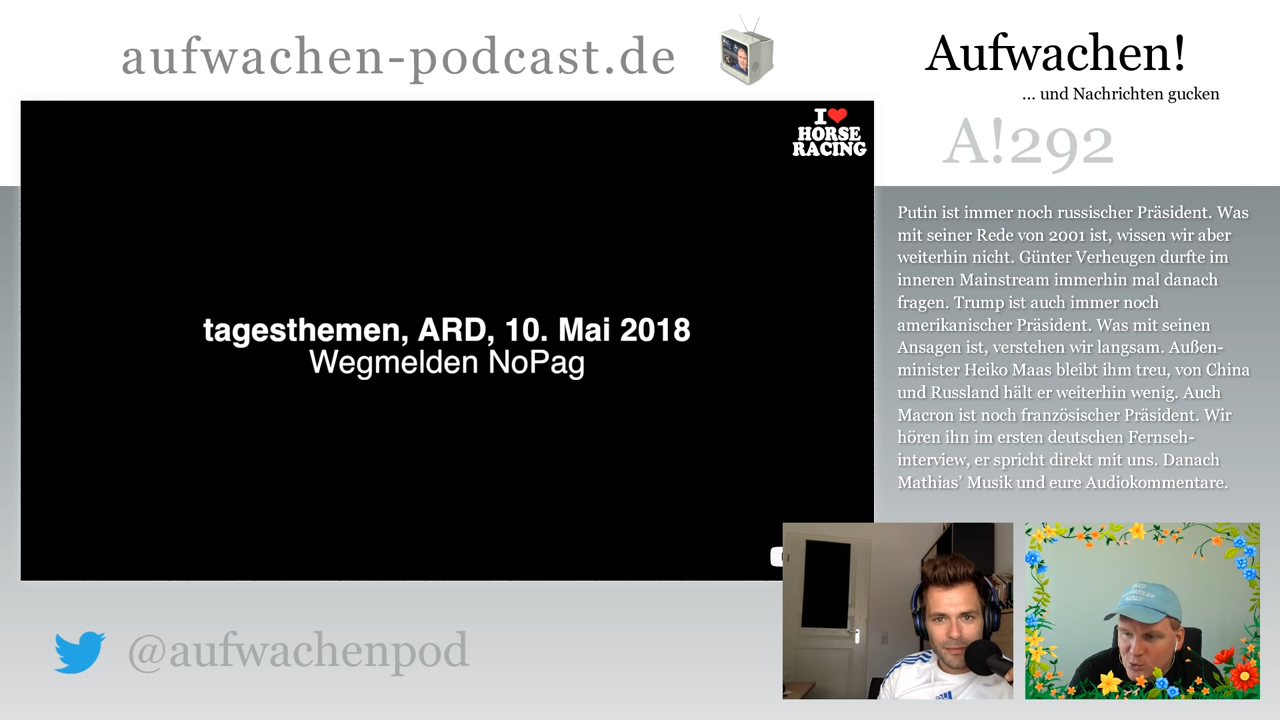 aufwachen-podcast.de
Aufwachen!
... und Nachrichten gucken
A!292
I
HORSE
RACING
tagesthemen, ARD, 10. Mai 2018
Wegmelden NoPag
Putin ist immer noch russischer Präsident. Was
mit seiner Rede von 2001 ist, wissen wir aber
weiterhin nicht. Günter Verheugen durfte im
inneren Mainstream immerhin mal danach
fragen. Trump ist auch immer noch
amerikanischer Präsident. Was mit seinen
Ansagen ist, verstehen wir langsam. Außen-
minister Heiko Maas bleibt ihm treu, von China
und Russland hält er weiterhin wenig. Auch
Macron ist noch französischer Präsident. Wir
hören ihn im ersten deutschen Fernseh-
interview, er spricht direkt mit uns. Danach
Mathias’ Musik und eure Audiokommentare.
@aufwachenpod